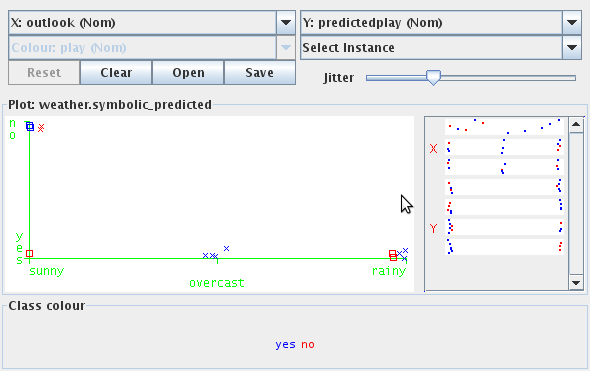 X: outlook (Nom)
Y: predictedplay (Nom)
Colour: play (Nom)
Select Instance
Reset
Clear
Open
Save
Jitter
Plot: weather.symbolic_predicted
no
yes
sunny
overcast
rainy
X
Y
Class colour
yes no